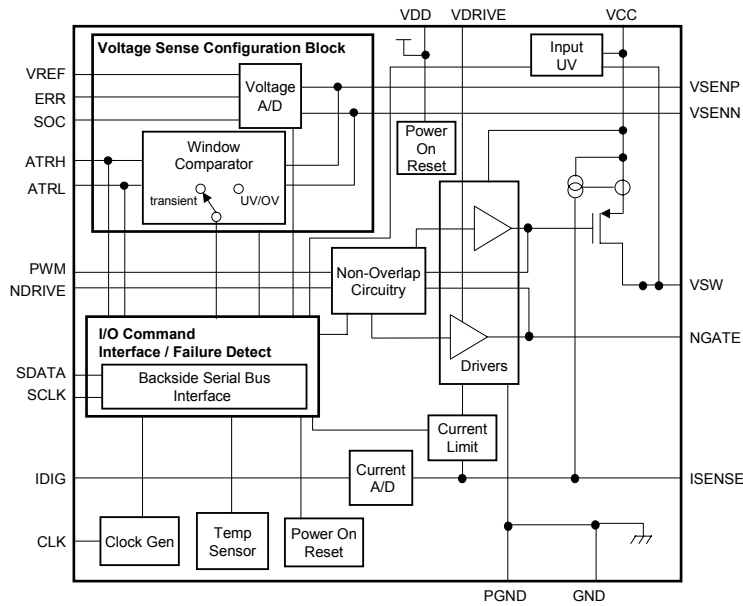 VDD
VDRIVE
VCC
Voltage Sense Configuration Block
Input
UV
VREF
ERR
SOC
Voltage
A/D
VSENP
VSENN
Power
On
Reset
ATRH
ATRL
Window
Comparator
transient
UV/OV
PWM
NDRIVE
Non-Overlap
Circuitry
VSW
I/O Command
Interface / Failure Detect
NGATE
Drivers
SDATA
SCLK
Backside Serial Bus
Interface
Current
Limit
IDIG
Current
A/D
ISENSE
CLK
Clock Gen
Temp
Sensor
Power On
Reset
PGND
GND